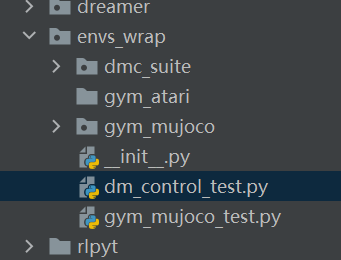 dreamer
envs_wrap
dmc_suite
gym_atari
gym_mujoco
__init__.py
dm_control_test.py
gym_mujoco_test.py
rlpyt